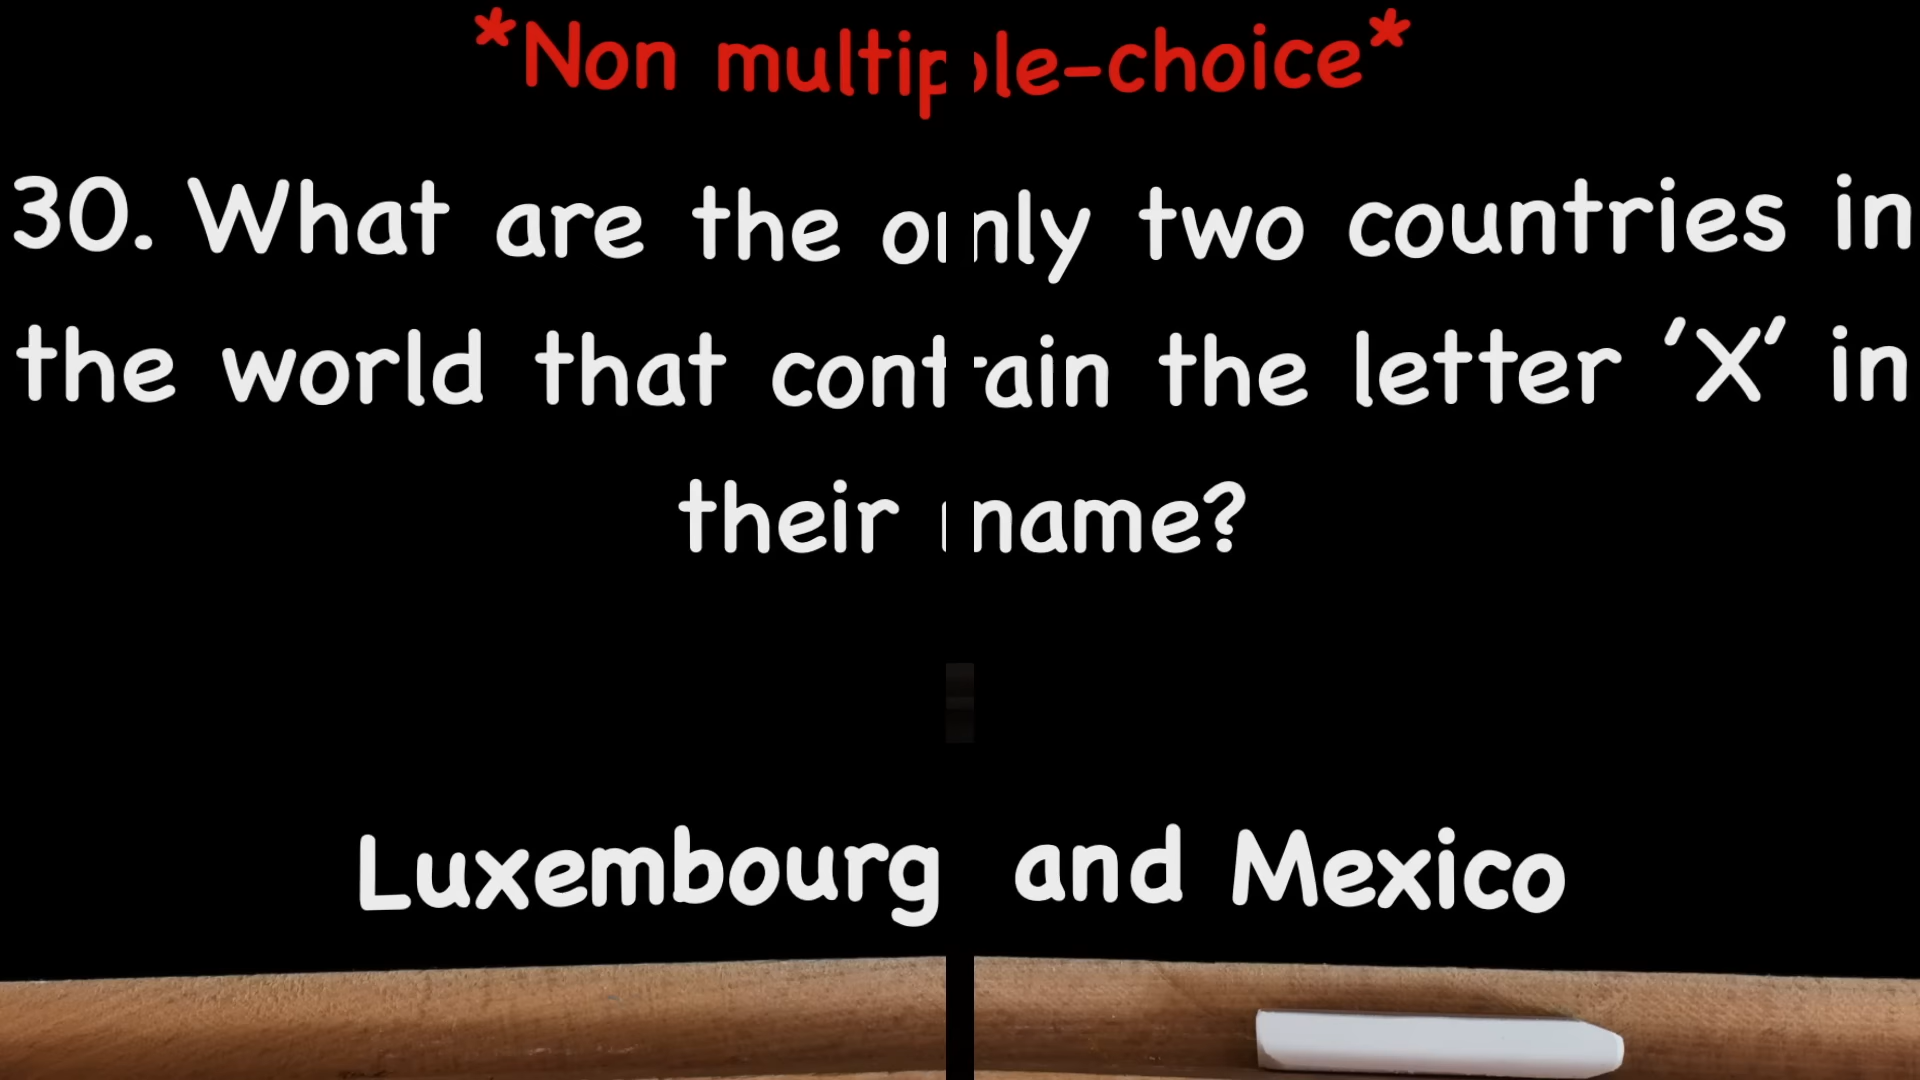 *Non multiple-choice*
30. What are the only two countries in
the world that contain the letter ‘X’ in
their name?
Luxembourg and Mexico